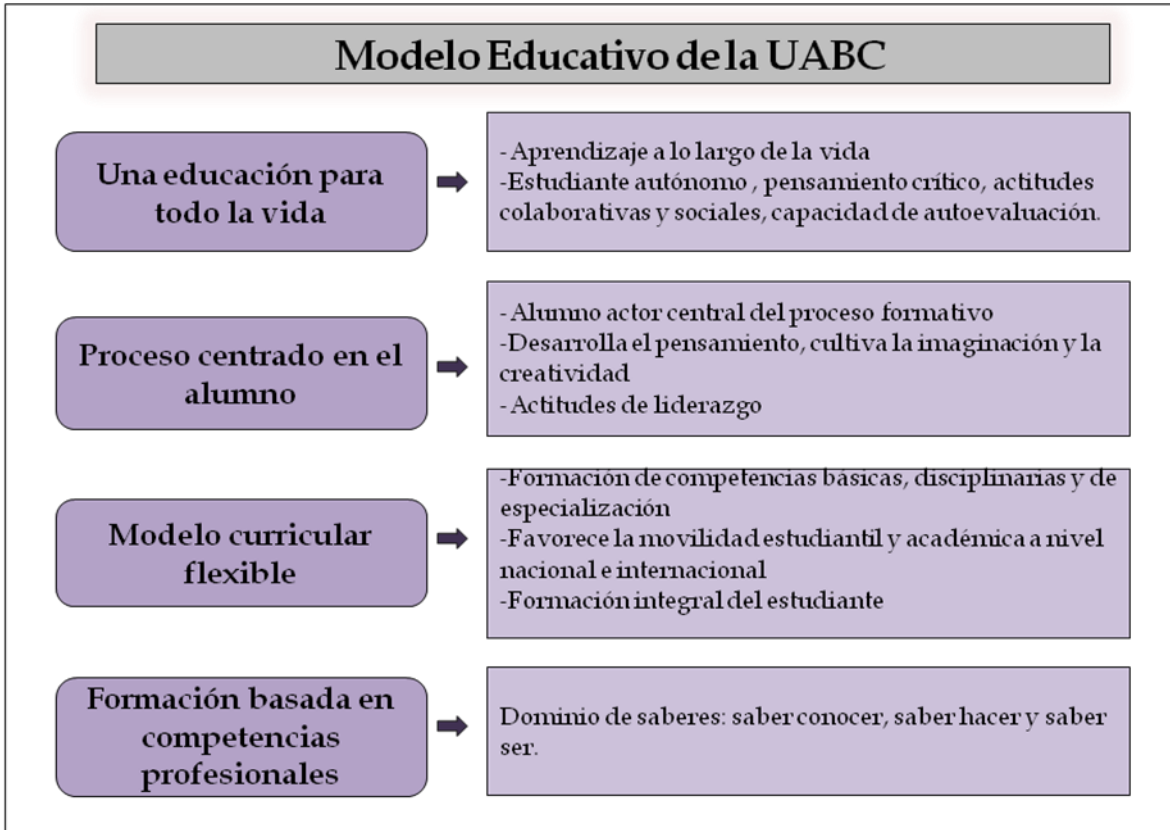 Modelo Educativo de la UABC
Una educación para
todo la vida
-Aprendizaje a lo largo de la vida
-Estudiante autónomo , pensamiento crítico, actitudes
colaborativas y sociales, capacidad de autoevaluación.
Proceso centrado en el
alumno
-Alumno actor central del proceso formativo
-Desarrolla el pensamiento, cultiva la imaginación y la
creatividad
-Actitudes de liderazgo
Modelo curricular
flexible
-Formación de competencias básicas, disciplinarias y de
especialización
-Favorece la movilidad estudiantil y académica a nivel
nacional e internacional
-Formación integral del estudiante
Formación basada en
competencias
profesionales
Dominio de saberes: saber conocer, saber hacer y saber
ser.